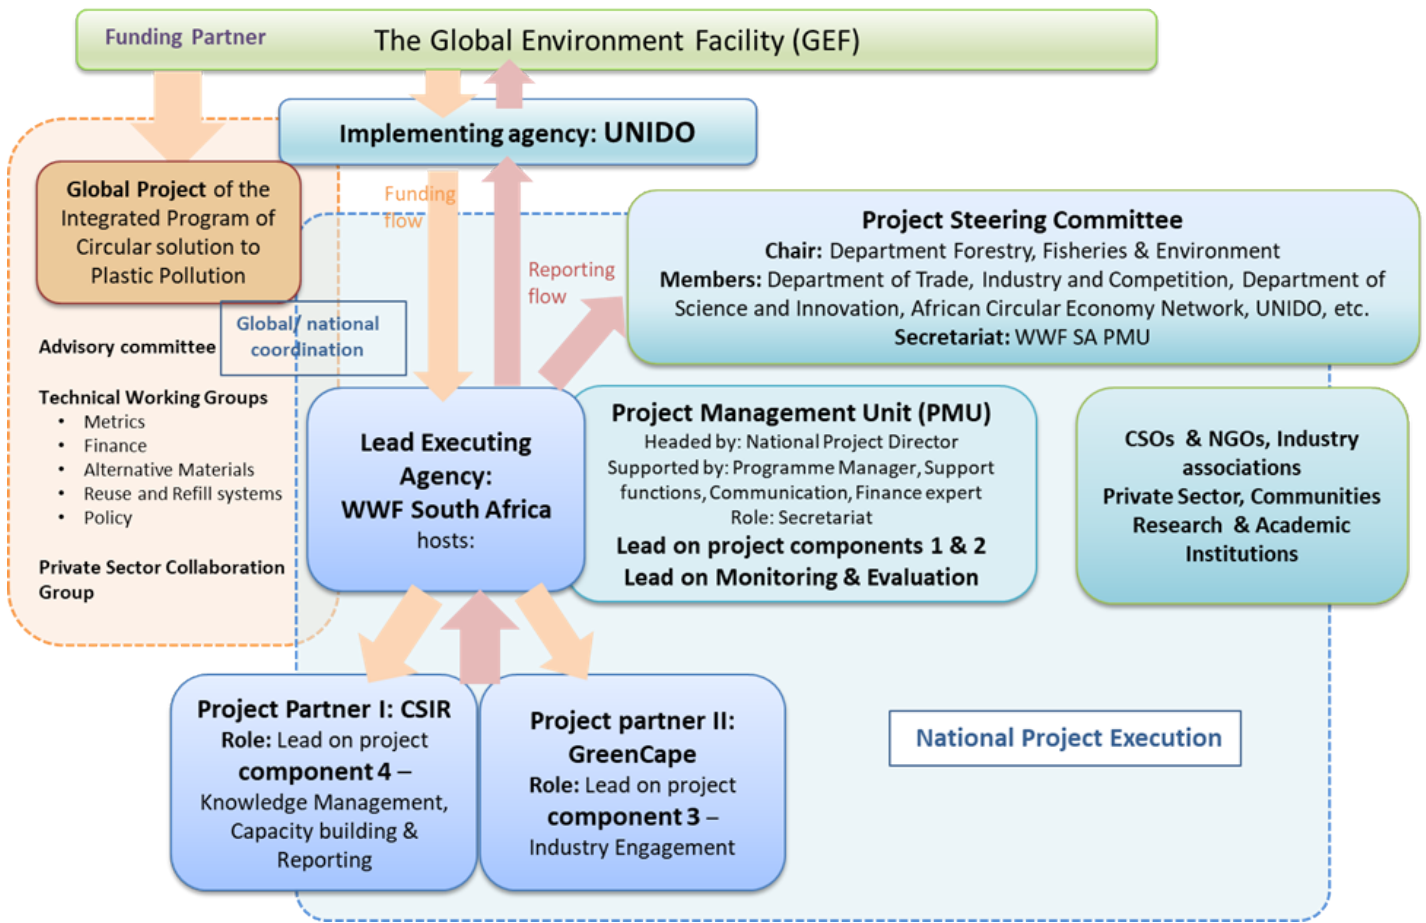 Funding Partner
The Global Environment Facility (GEF)
Implementing agency: UNIDO
Global Project of the
Integrated Program of
Circular solution to
Plastic Pollution
Funding
flow
Reporting
flow
Project Steering Committee
Chair: Department Forestry, Fisheries & Environment
Members: Department of Trade, Industry and Competition, Department of
Science and Innovation, African Circular Economy Network, UNIDO, etc.
Secretariat: WWF SA PMU
Global/ national
coordination
Advisory committee
Technical Working Groups
• Metrics
• Finance
• Alternative Materials
• Reuse and Refill systems
• Policy
Private Sector Collaboration
Group
Lead Executing
Agency:
WWF South Africa
hosts:
Project Management Unit (PMU)
Headed by: National Project Director
Supported by: Programme Manager, Support
functions, Communication, Finance expert
Role: Secretariat
Lead on project components 1 & 2
Lead on Monitoring & Evaluation
CSOs & NGOs, Industry
associations
Private Sector, Communities
Research & Academic
Institutions
Project Partner I: CSIR
Role: Lead on project
component 4 –
Knowledge Management,
Capacity building &
Reporting
Project partner II:
GreenCape
Role: Lead on project
component 3 –
Industry Engagement
National Project Execution